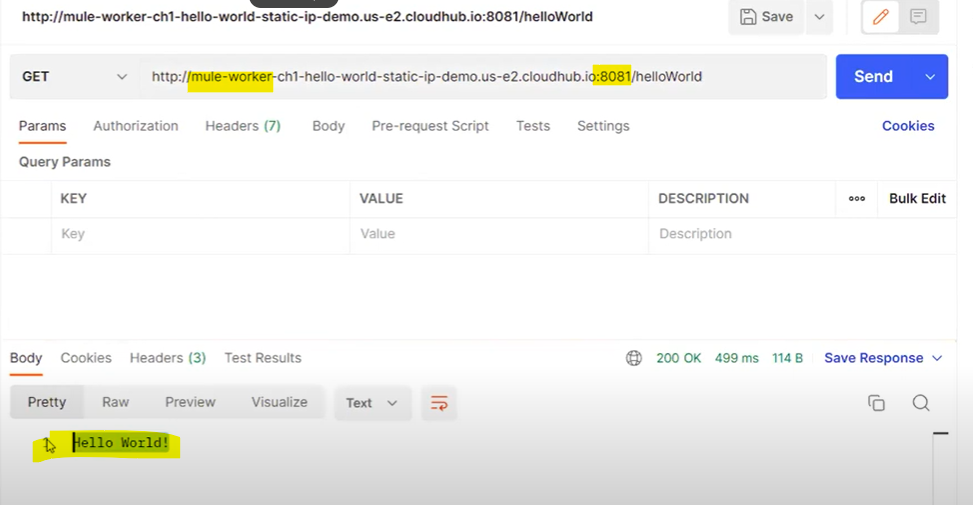 http://mule-worker-ch1-hello-world-static-ip-demo.us-e2.cloudhub.io:8081/helloWorld
Save
GET http://mule-worker-ch1-hello-world-static-ip-demo.us-e2.cloudhub.io:8081/helloWorld Send
Params Authorization Headers (7) Body Pre-request Script Tests Settings Cookies
Query Params
KEY VALUE DESCRIPTION Bulk Edit
Key Value Description
Body Cookies Headers (3) Test Results 200 OK 499 ms 114 B Save Response
Pretty Raw Preview Visualize Text
Hello World!